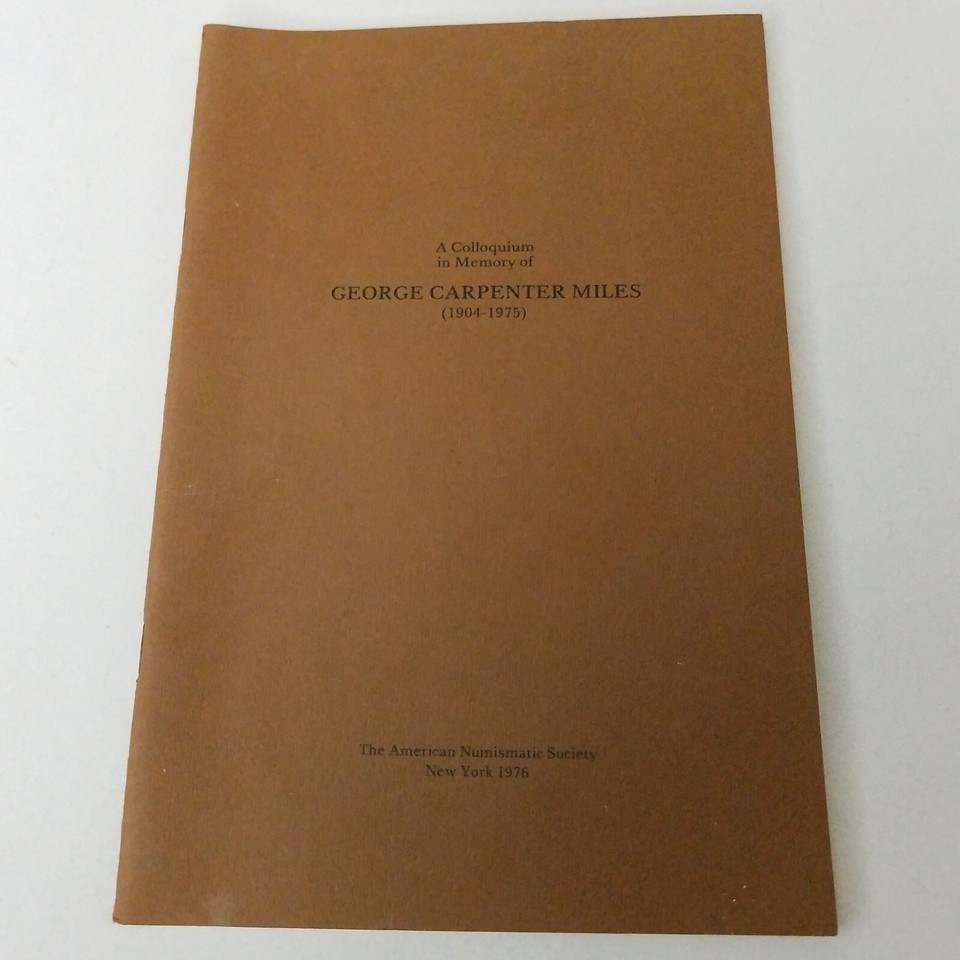 A Colloquium
in Memory of
GEORGE CARPENTER MILES
(1904-1975)
The American Numismatic Society
New York 1976